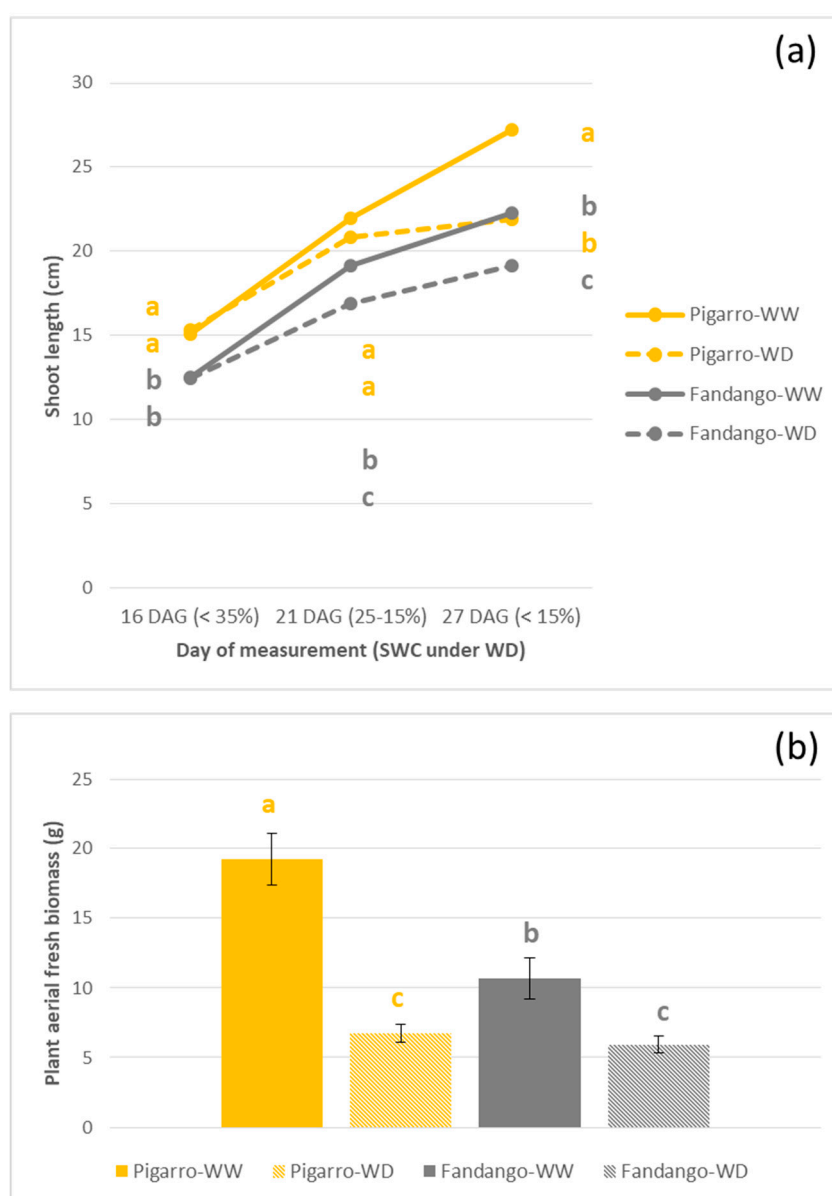 (a)
30
25
20
15
10
5
0
Shoot length (cm)
a
a
b
b
a
a
b
c
a
b
b
c
Pigarro-WW
Pigarro-WD
Fandango-WW
Fandango-WD
16 DAG (< 35%) 21 DAG (25-15%) 27 DAG (< 15%)
Day of measurement (SWC under WD)
(b)
25
20
15
10
5
0
Plant aerial fresh biomass (g)
a
c
b
c
Pigarro-WW Pigarro-WD Fandango-WW Fandango-WD